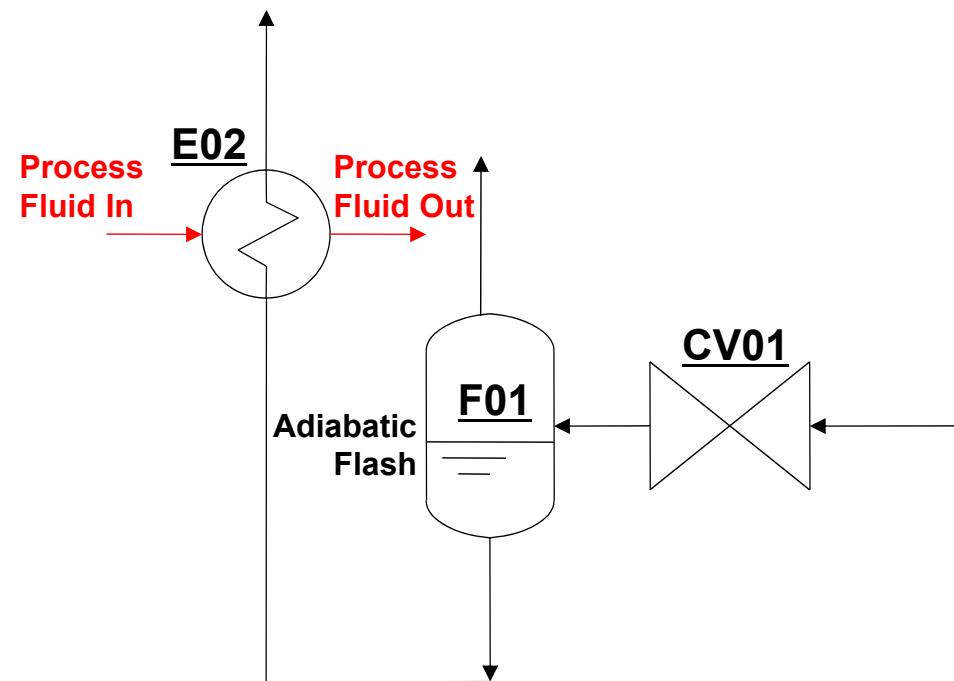 E02
Process
Fluid In
Process
Fluid Out
CV01
F01
Adiabatic
Flash